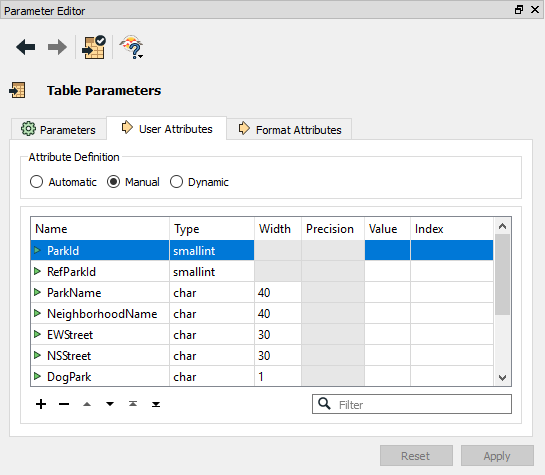 Parameter Editor
Table Parameters
Parameters User Attributes Format Attributes
Attribute Definition
Automatic Manual Dynamic
Name Type Width Precision Value Index
ParkId smallint
RefParkId smallint
ParkName char 40
NeighborhoodName char 40
EWStreet char 30
NSStreet char 30
DogPark char 1
Filter
Reset Apply